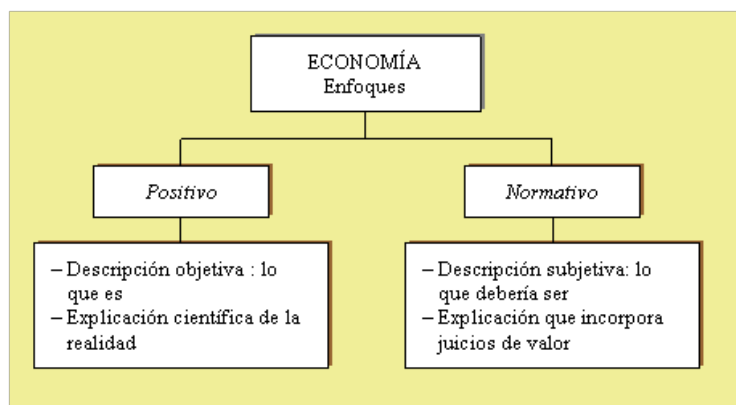 ECONOMÍA
Enfoques
Positivo
Normativo
– Descripción objetiva : lo
que es
– Explicación científica de la
realidad
– Descripción subjetiva: lo
que debería ser
– Explicación que incorpora
juicios de valor